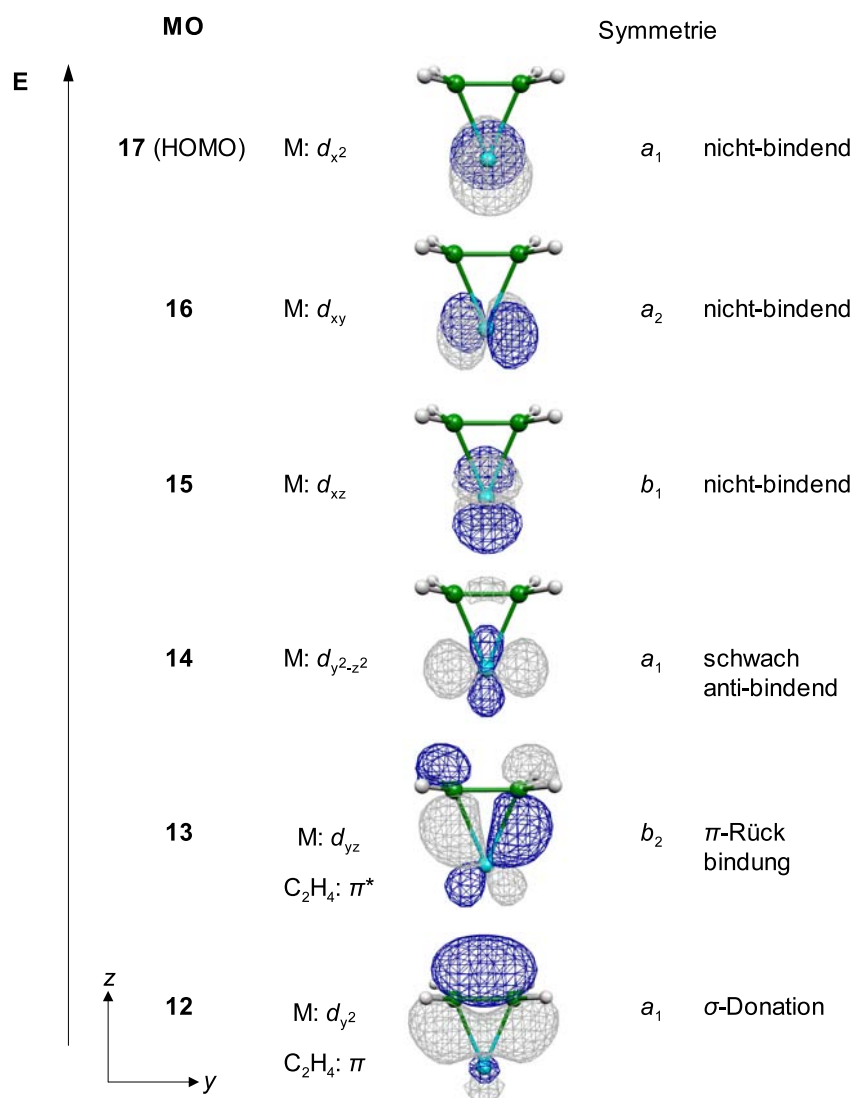 MO Symmetrie
E
17 (HOMO) M: dx² a₁ nicht-bindend
16 M: dxy a₂ nicht-bindend
15 M: dxz b₁ nicht-bindend
14 M: dy²-z² a₁ schwach
anti-bindend
13 M: dyz b₂ π-Rück
bindung
C₂H₄: π*
z
12 M: dy² a₁ σ-Donation
C₂H₄: π
y